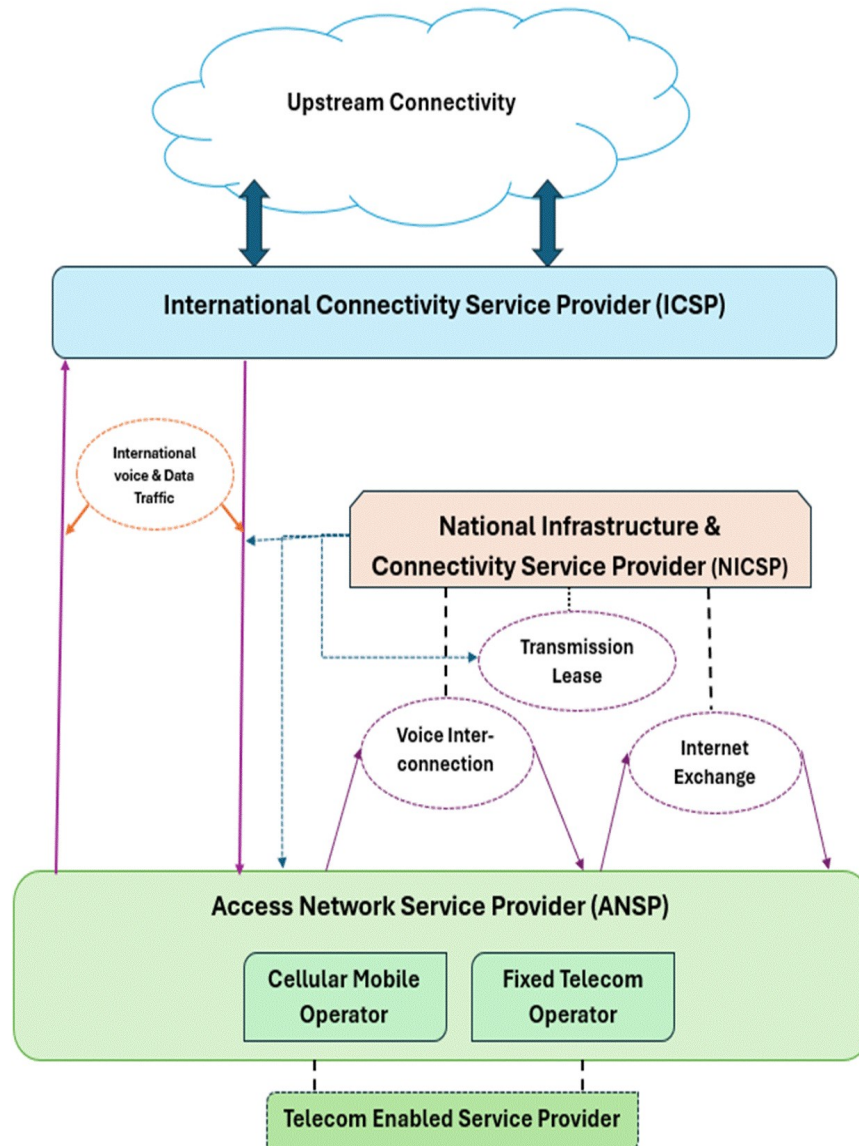 Upstream Connectivity
International Connectivity Service Provider (ICSP)
International
voice & Data
Traffic
National Infrastructure &
Connectivity Service Provider (NICSP)
Transmission
Lease
Voice Inter-
connection
Internet
Exchange
Access Network Service Provider (ANSP)
Cellular Mobile
Operator
Fixed Telecom
Operator
Telecom Enabled Service Provider